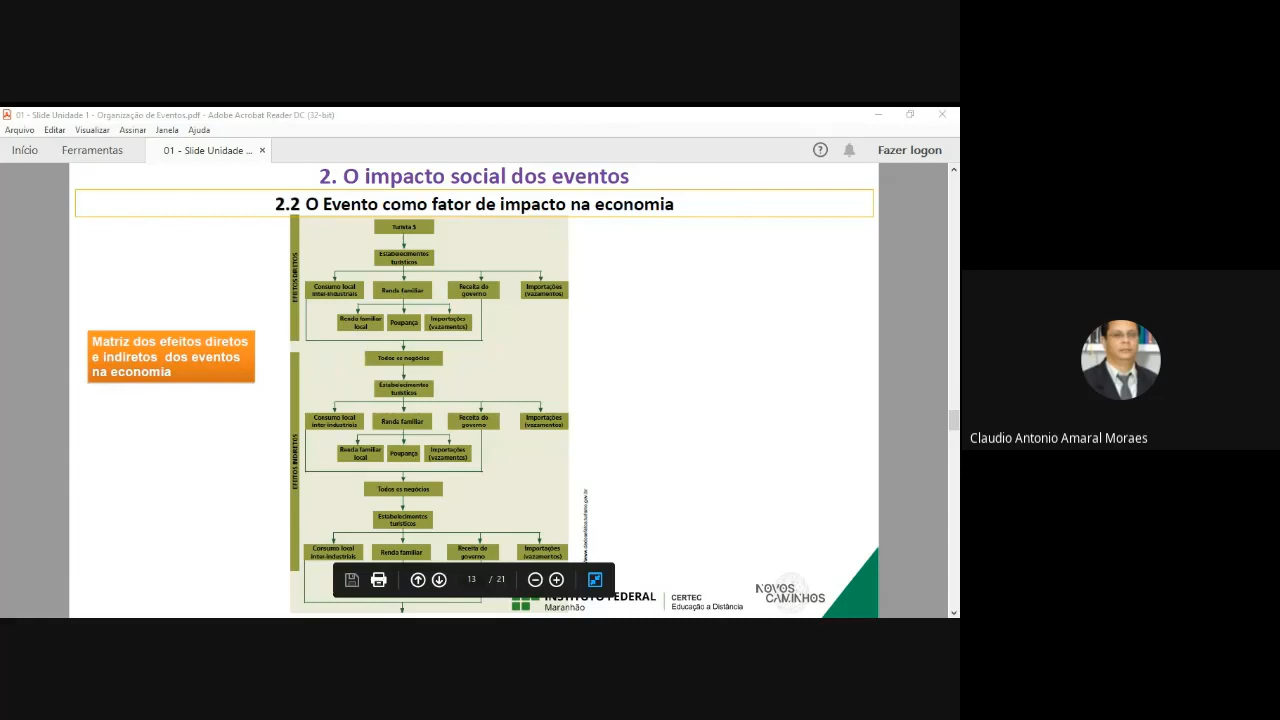 01 - Slide Unidade 1 - Organização de Eventos.pdf - Adobe Acrobat Reader DC (32-bit)
Arquivo Editar Visualizar Assinar Janela Ajuda
Início Ferramentas 01 - Slide Unidade ... Fazer logon
2. O impacto social dos eventos
2.2 O Evento como fator de impacto na economia
Matriz dos efeitos diretos
e indiretos dos eventos
na economia
EFEITOS DIRETOS
Turista $
Estabelecimentos
turísticos
Consumo local
inter-industriais
Renda familiar
Receita do
governo
Importações
(vazamentos)
Renda familiar
local
Poupança
Importações
(vazamentos)
EFEITOS INDIRETOS
Todos os negócios
Estabelecimentos
turísticos
Consumo local
inter-industriais
Renda familiar
Receita do
governo
Importações
(vazamentos)
Renda familiar
local
Poupança
Importações
(vazamentos)
Todos os negócios
Estabelecimentos
turísticos
Consumo local
inter-industriais
Renda familiar
Receita do
governo
Importações
(vazamentos)
13 / 21
INSTITUTO FEDERAL
Maranhão
CERTEC
Educação a Distância
NOVOS
CAMINHOS
Claudio Antonio Amaral Moraes